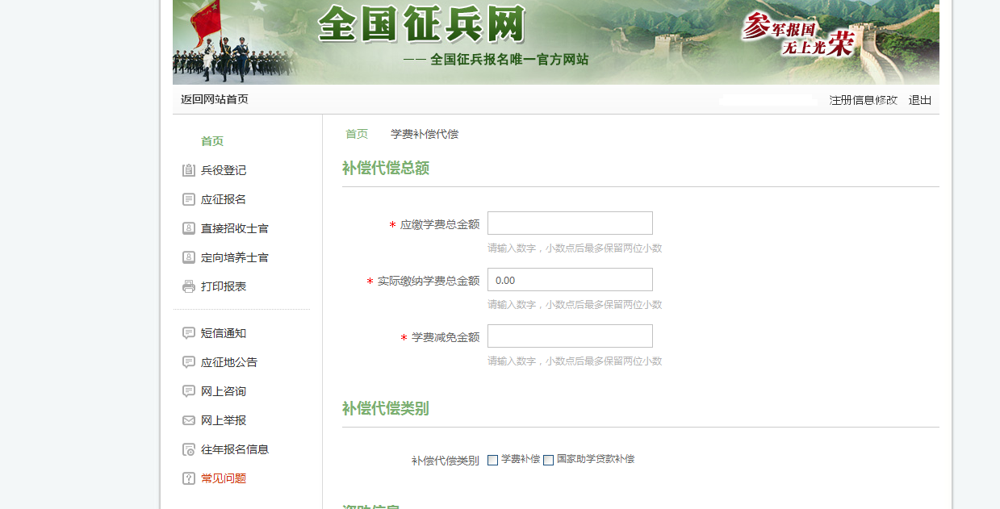 全国征兵网
—— 全国征兵报名唯一官方网站
参军报国
无上光荣
返回网站首页
注册信息修改 退出
首页
兵役登记
应征报名
直接招收士官
定向培养士官
打印报表
短信通知
应征地公告
网上咨询
网上举报
往年报名信息
常见问题
首页 学费补偿代偿
补偿代偿总额
* 应缴学费总金额
请输入数字，小数点后最多保留两位小数
* 实际缴纳学费总金额 0.00
请输入数字，小数点后最多保留两位小数
* 学费减免金额
请输入数字，小数点后最多保留两位小数
补偿代偿类别
补偿代偿类别 学费补偿 国家助学贷款补偿